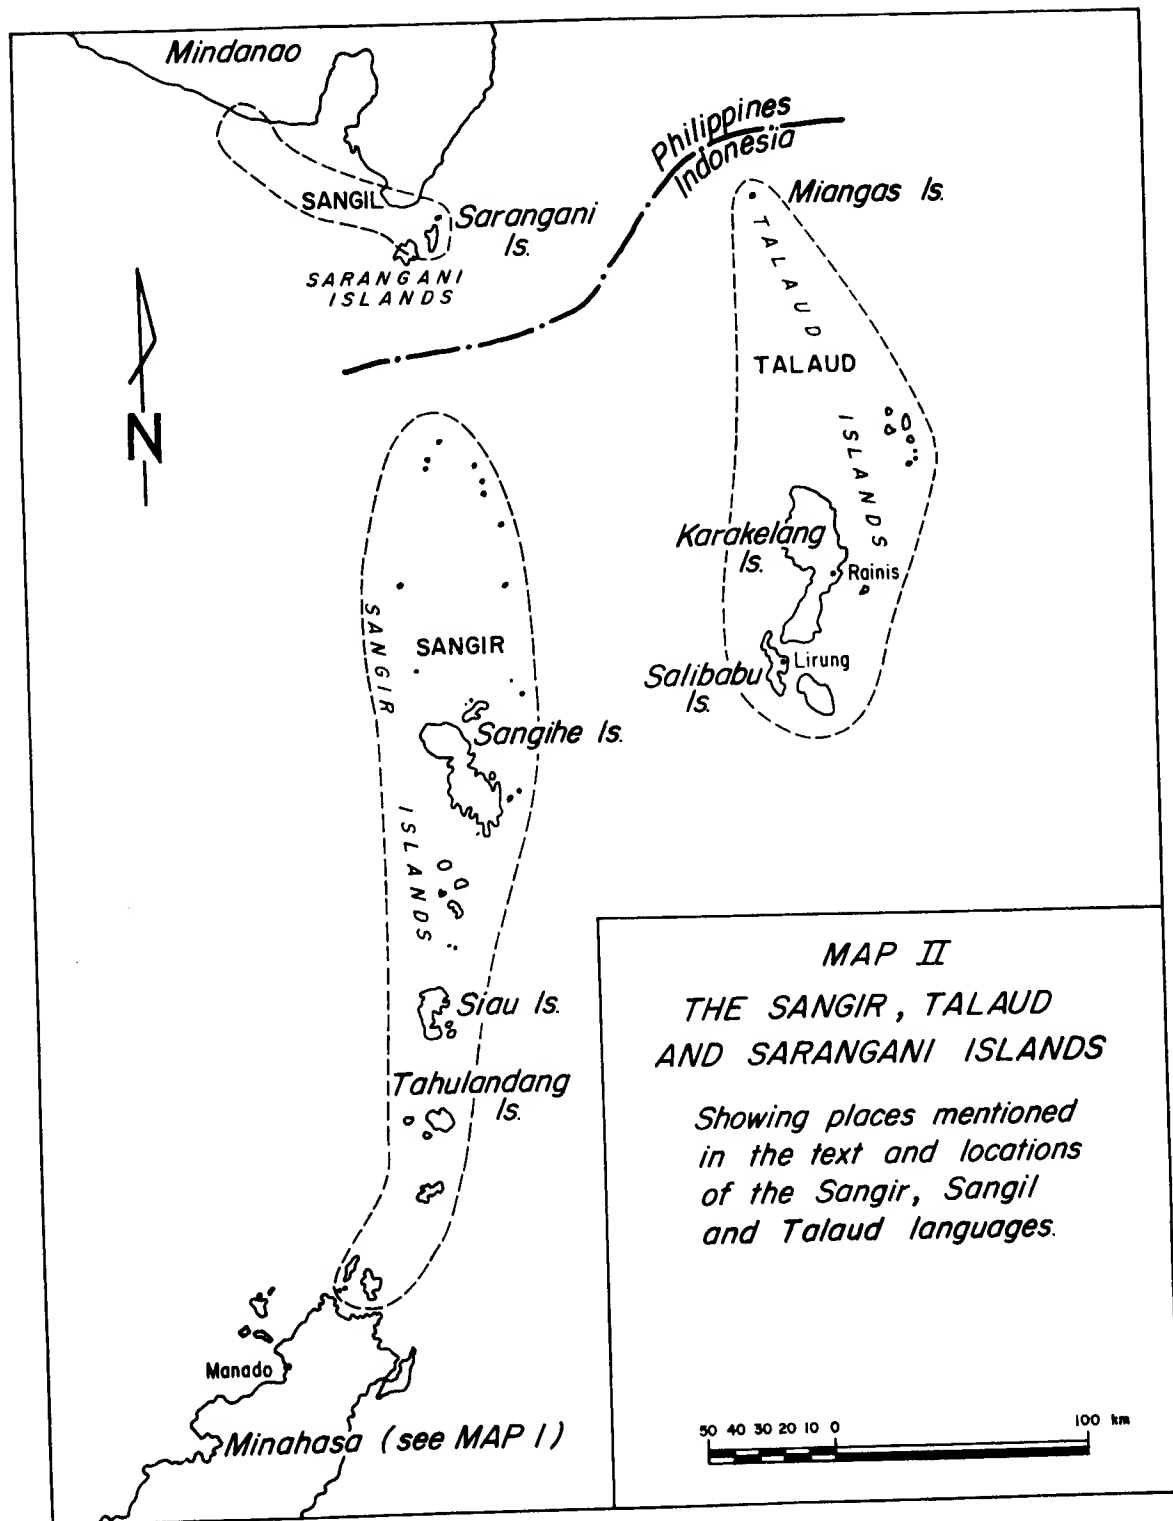 Mindanao
Philippines
Indonesia
SANGIL
Sarangani
Is.
Miangas Is.
SARANGANI
ISLANDS
TALAUD
TALAUD
ISLANDS
N
Karakelang
Is.
Rainis
SANGIR
SANGIR
Salibabu
Is.
Lirung
Sangihe Is.
ISLANDS
Siau Is.
Tahulandang
Is.
Manado
Minahasa (see MAP I)
MAP II
THE SANGIR, TALAUD
AND SARANGANI ISLANDS
Showing places mentioned
in the text and locations
of the Sangir, Sangil
and Talaud languages.
50 40 30 20 10 0 100 km